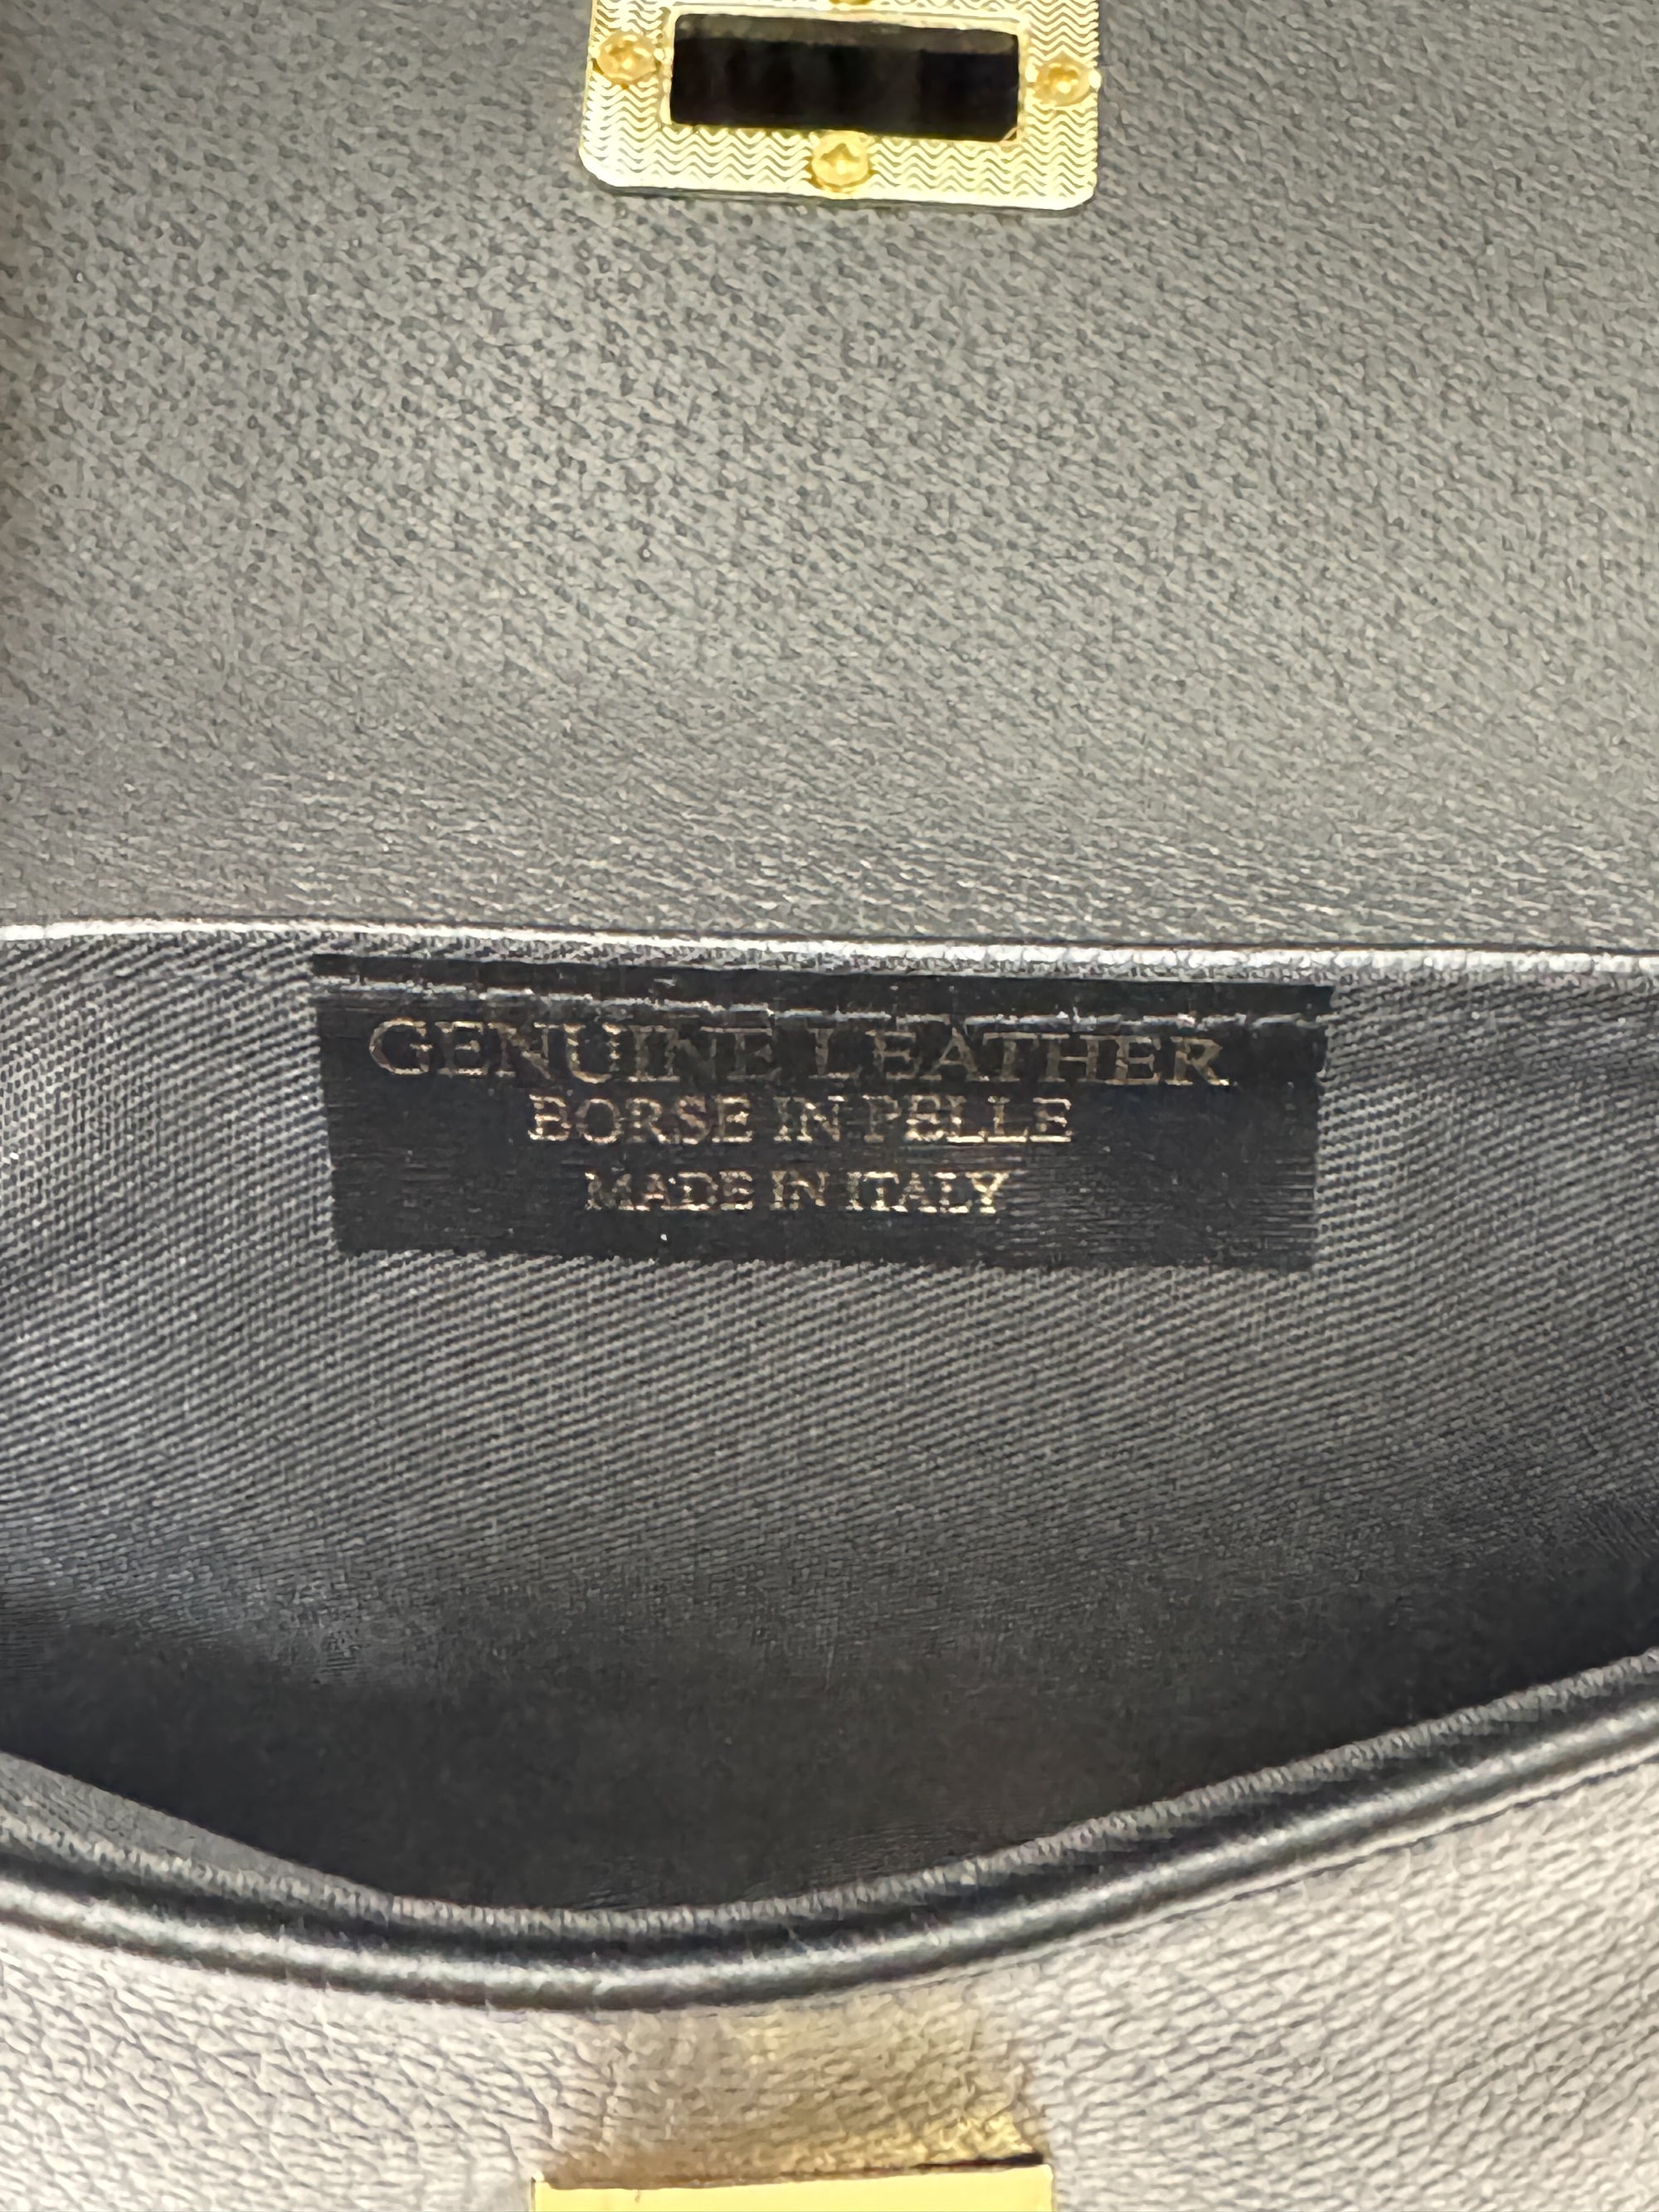 GENUINE LEATHER
BORSE IN PELLE
MADE IN ITALY